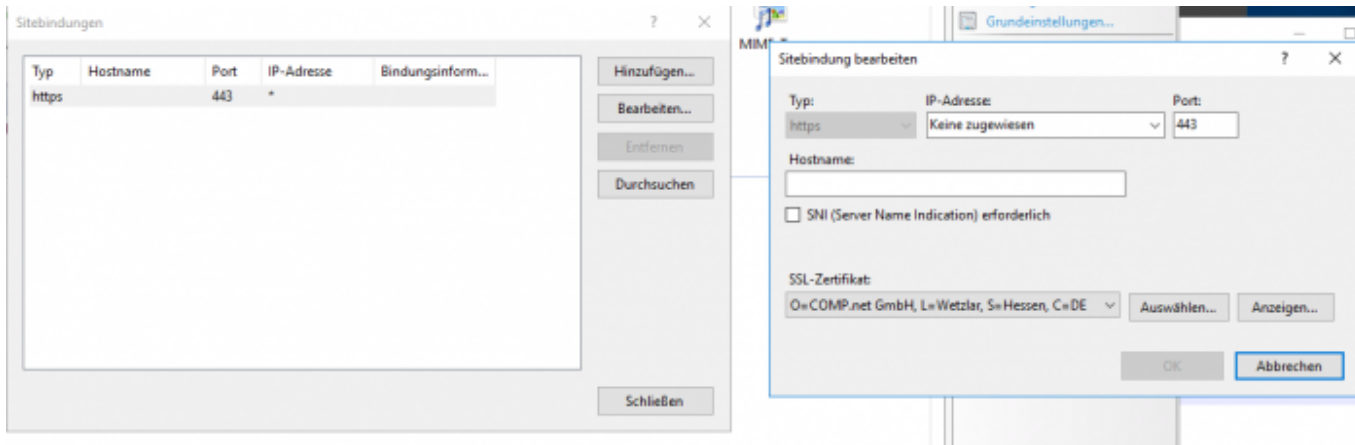 Sitebindungen
Typ Hostname Port IP-Adresse Bindungsinform...
https 443 *
Hinzufügen...
Bearbeiten...
Entfernen
Durchsuchen
Schließen
Grundeinstellungen...
Sitebindung bearbeiten
Typ: IP-Adresse: Port:
https Keine zugewiesen 443
Hostname:
SNI (Server Name Indication) erforderlich
SSL-Zertifikat:
O=COMP.net GmbH, L=Wetzlar, S=Hessen, C=DE Auswählen... Anzeigen...
OK Abbrechen